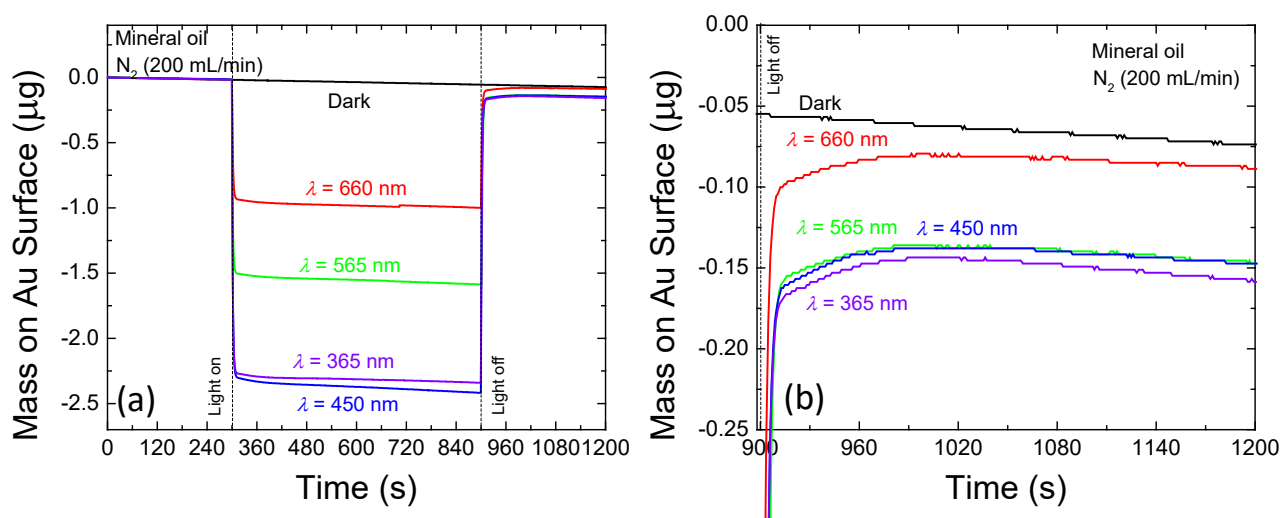 Mineral oil
N₂ (200 mL/min)
Dark
λ = 660 nm
λ = 565 nm
λ = 365 nm
λ = 450 nm
Light on
Light off
(a)
0.0
-0.5
-1.0
-1.5
-2.0
-2.5
Mass on Au Surface (μg)
0 120 240 360 480 600 720 840 960 1080 1200
Time (s)
Light off
Mineral oil
N₂ (200 mL/min)
Dark
λ = 660 nm
λ = 565 nm
λ = 450 nm
λ = 365 nm
(b)
0.00
-0.05
-0.10
-0.15
-0.20
-0.25
Mass on Au Surface (μg)
900 960 1020 1080 1140 1200
Time (s)